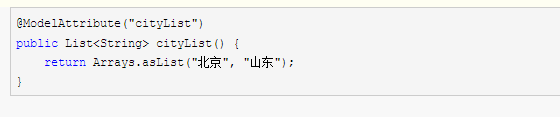 @ModelAttribute("cityList")
public List<String> cityList() {
    return Arrays.asList("北京", "山东");
}